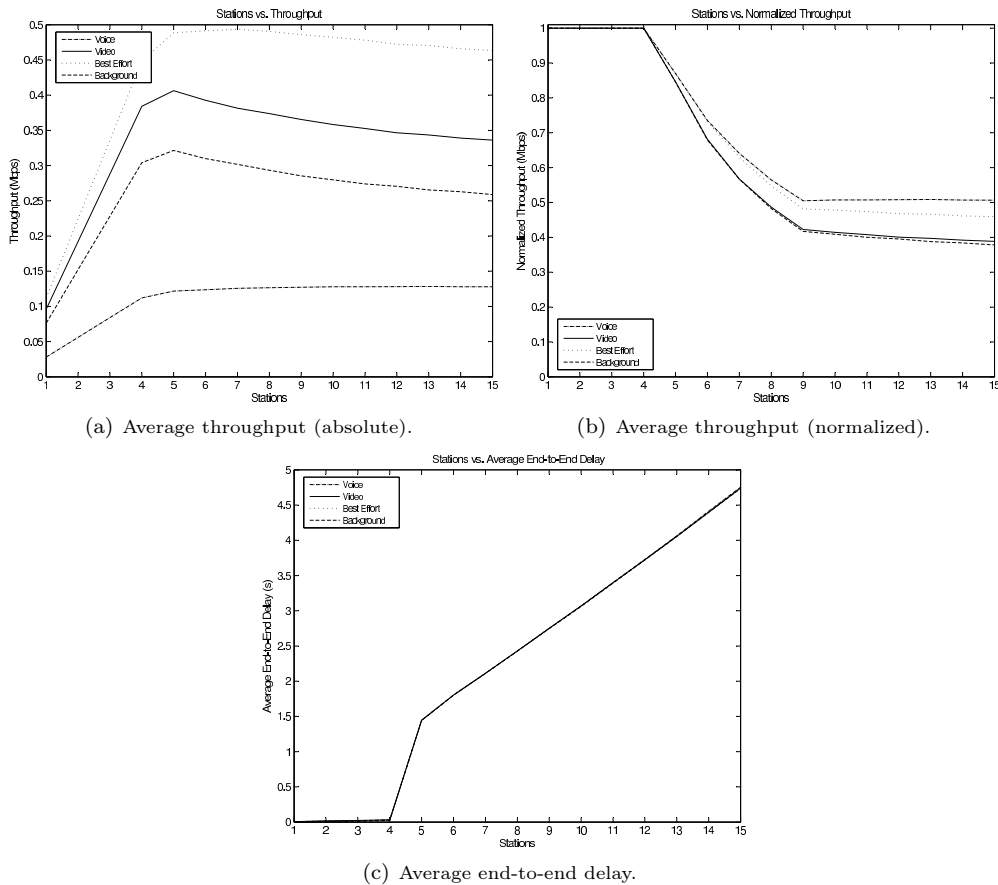 Stations vs. Throughput
0.5
0.45
0.4
0.35
0.3
0.25
0.2
0.15
0.1
0.05
0
Throughput (Mbps)
Voice
Video
Best Effort
Background
1 2 3 4 5 6 7 8 9 10 11 12 13 14 15
Stations
(a) Average throughput (absolute).
Stations vs. Normalized Throughput
1
0.9
0.8
0.7
0.6
0.5
0.4
0.3
0.2
0.1
0
Normalized Throughput (Mbps)
Voice
Video
Best Effort
Background
1 2 3 4 5 6 7 8 9 10 11 12 13 14 15
Stations
(b) Average throughput (normalized).
Stations vs. Average End-to-End Delay
5
4.5
4
3.5
3
2.5
2
1.5
1
0.5
0
Average End-to-End Delay (s)
Voice
Video
Best Effort
Background
1 2 3 4 5 6 7 8 9 10 11 12 13 14 15
Stations
(c) Average end-to-end delay.